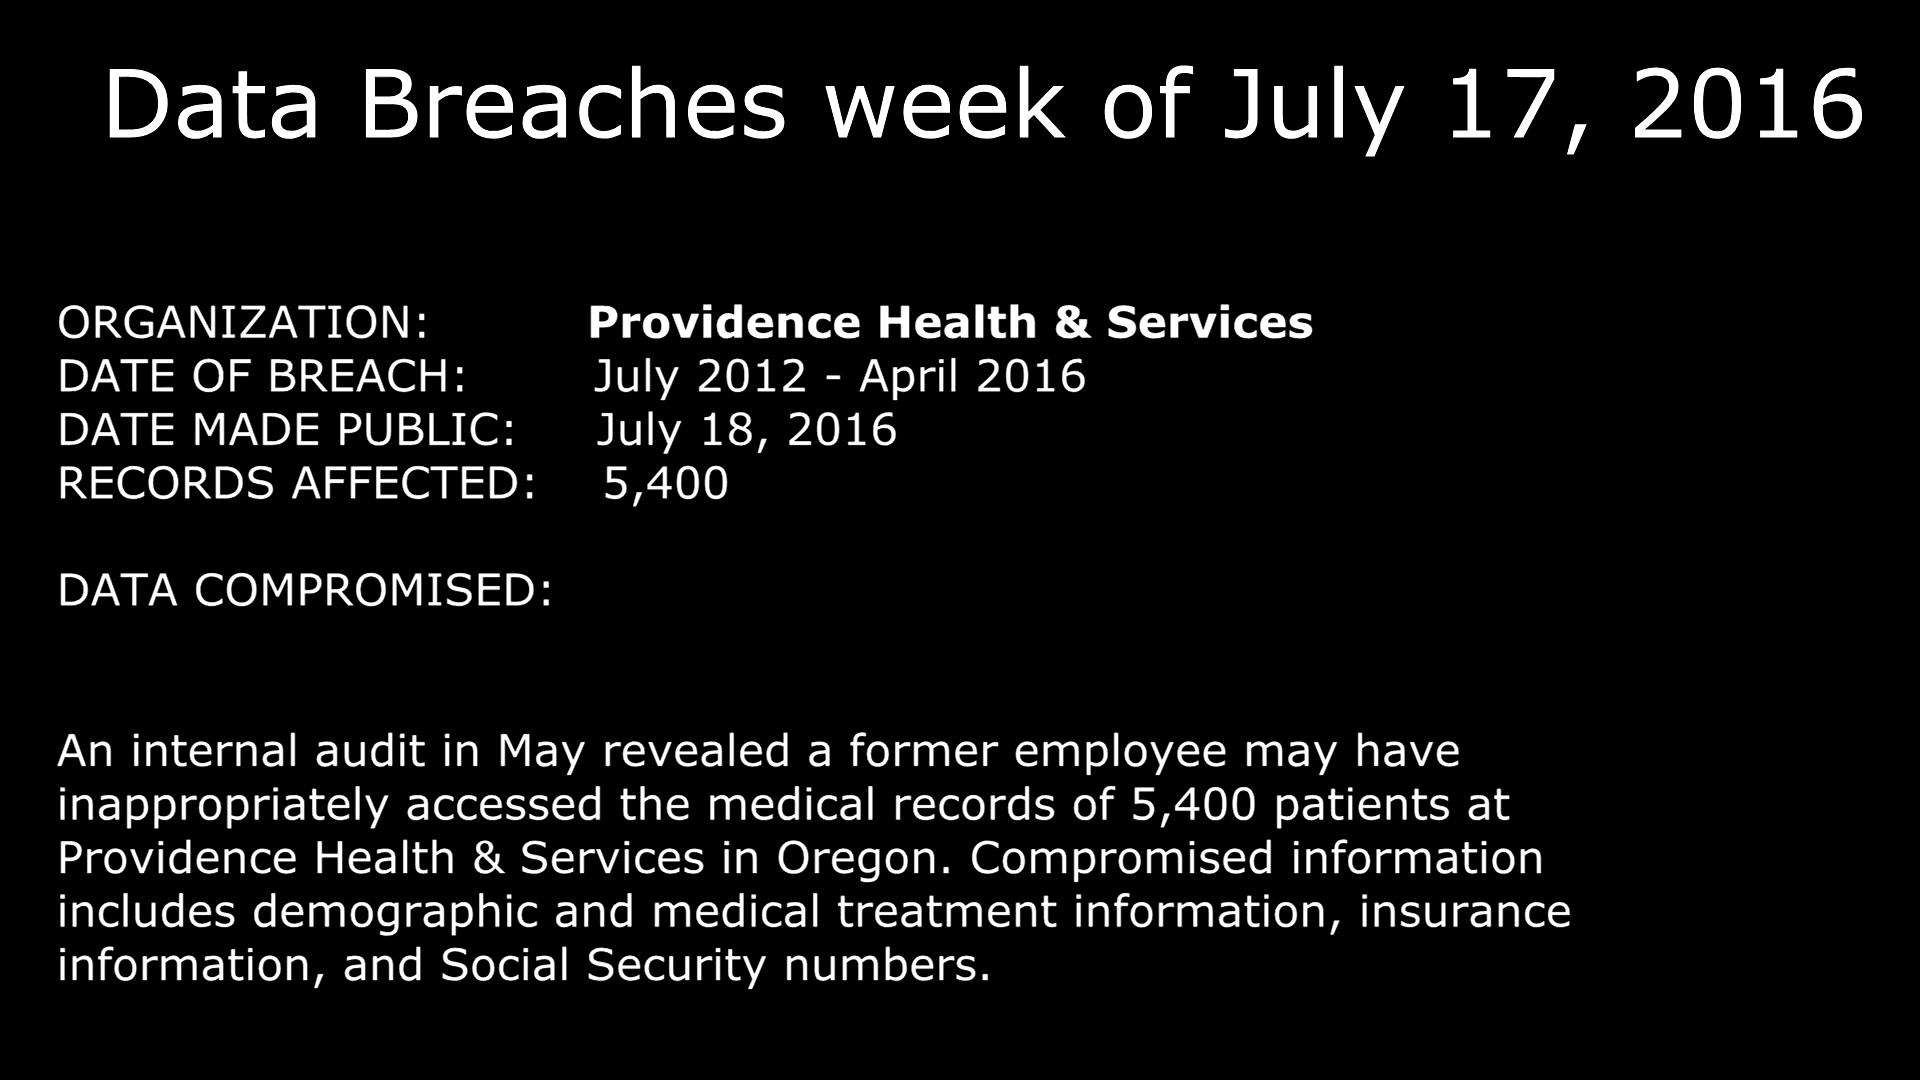 Data Breaches week of July 17, 2016
ORGANIZATION: Providence Health & Services
DATE OF BREACH: July 2012 - April 2016
DATE MADE PUBLIC: July 18, 2016
RECORDS AFFECTED: 5,400
DATA COMPROMISED:
An internal audit in May revealed a former employee may have
inappropriately accessed the medical records of 5,400 patients at
Providence Health & Services in Oregon. Compromised information
includes demographic and medical treatment information, insurance
information, and Social Security numbers.